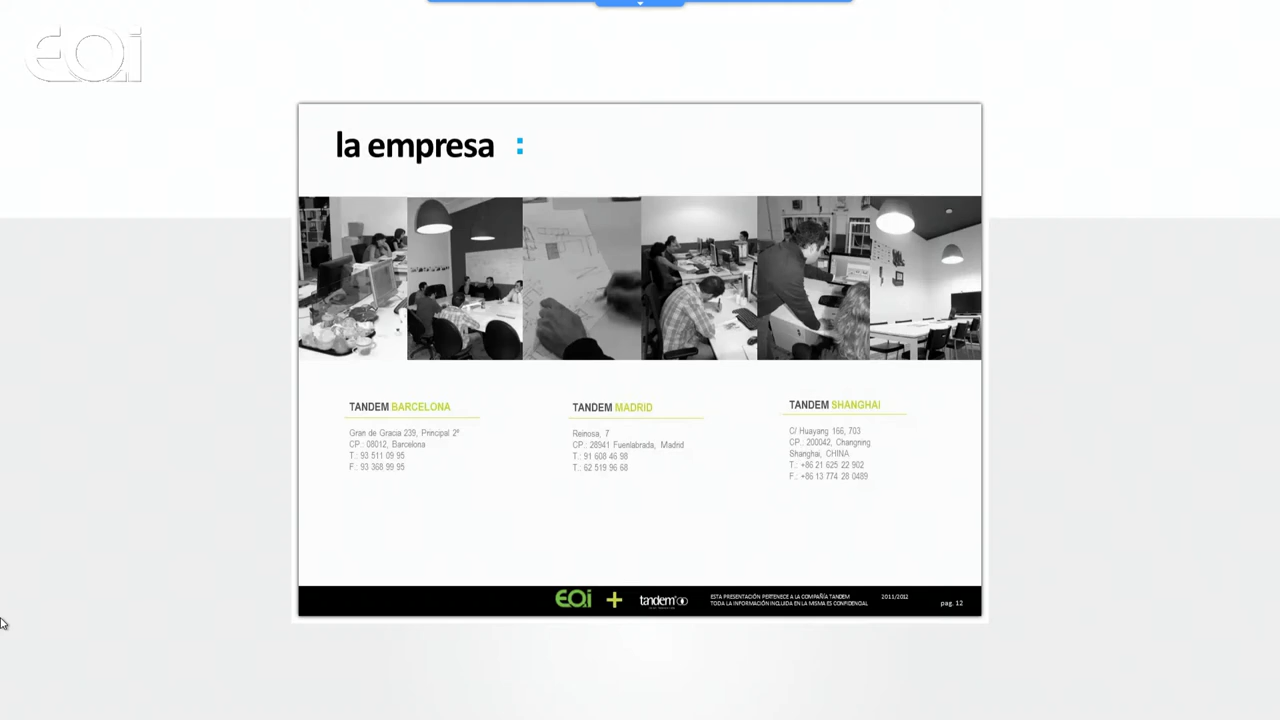 EOi
la empresa :
TANDEM BARCELONA
Gran de Gracia 239, Principal 2ª
CP.: 08012, Barcelona
T.: 93 511 09 95
F.: 93 368 99 95
TANDEM MADRID
Reinosa, 7
CP.: 28941 Fuenlabrada, Madrid
T.: 91 608 46 98
T.: 62 519 96 68
TANDEM SHANGHAI
C/ Huayang 166, 703
CP.: 200042, Changning
Shanghai, CHINA
T.: +86 21 625 22 902
F.: +86 13 774 28 0489
EOi + tandem
ESTA PRESENTACIÓN PERTENECE A LA COMPAÑÍA TANDEM
TODA LA INFORMACIÓN INCLUIDA EN LA MISMA ES CONFIDENCIAL
2011/2012
pag. 12